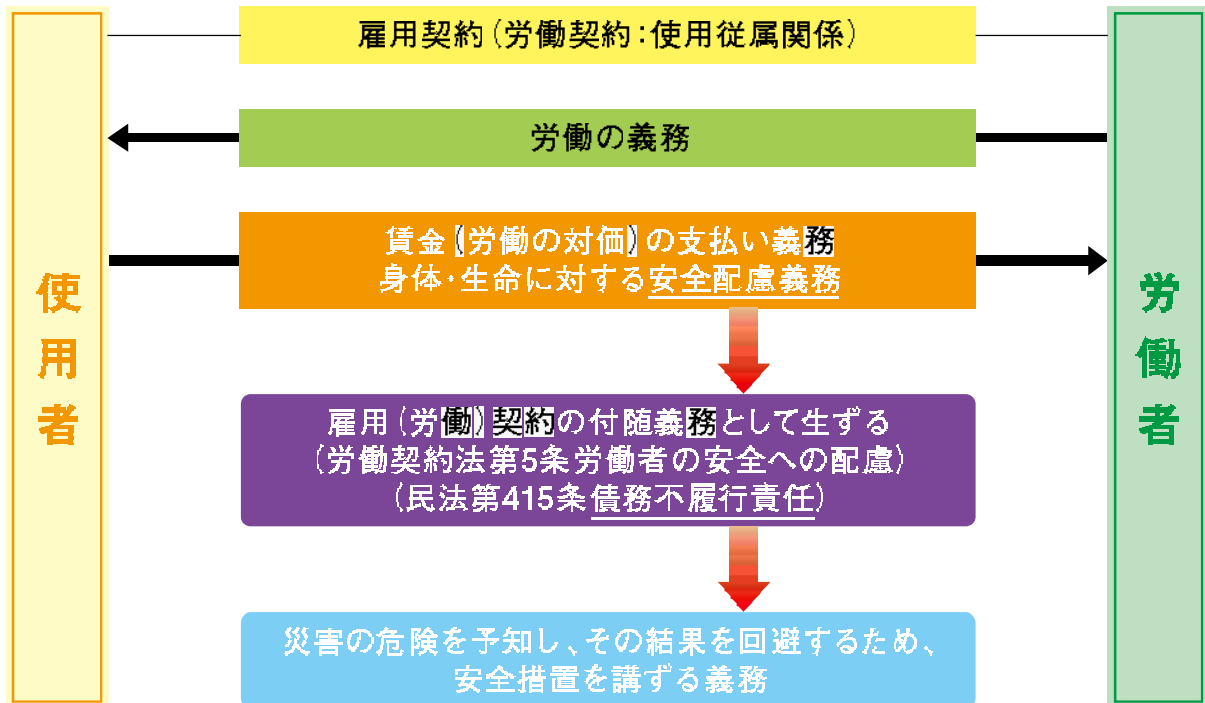 雇用契約（労働契約：使用従属関係）
労働の義務
賃金（労働の対価）の支払い義務
身体・生命に対する安全配慮義務
使用者
労働者
雇用（労働）契約の付随義務として生ずる
（労働契約法第5条労働者の安全への配慮）
（民法第415条債務不履行責任）
災害の危険を予知し、その結果を回避するため、
安全措置を講ずる義務